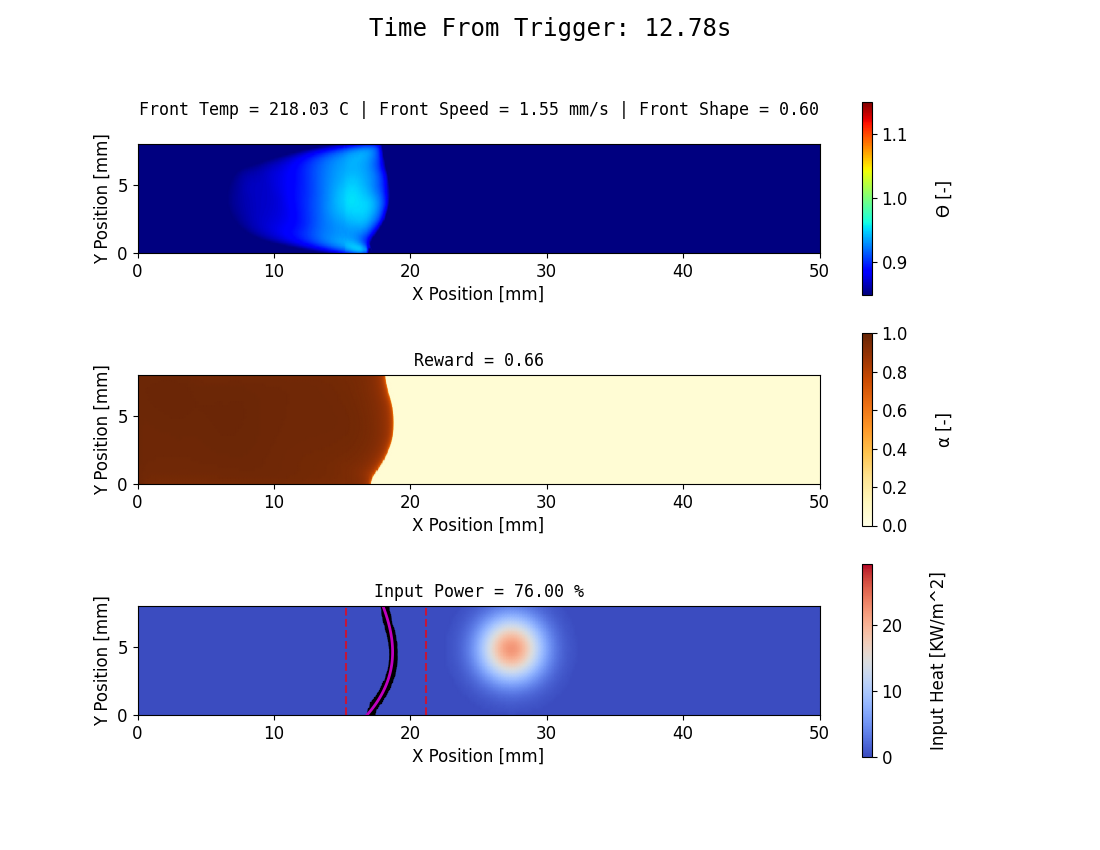 Time From Trigger: 12.78s
Front Temp = 218.03 C | Front Speed = 1.55 mm/s | Front Shape = 0.60
Y Position [mm]
5
0
0 10 20 30 40 50
X Position [mm]
1.1
1.0
0.9
Θ [-]
Reward = 0.66
Y Position [mm]
5
0
0 10 20 30 40 50
X Position [mm]
1.0
0.8
0.6
0.4
0.2
0.0
α [-]
Input Power = 76.00 %
Y Position [mm]
5
0
0 10 20 30 40 50
X Position [mm]
20
10
0
Input Heat [KW/m^2]